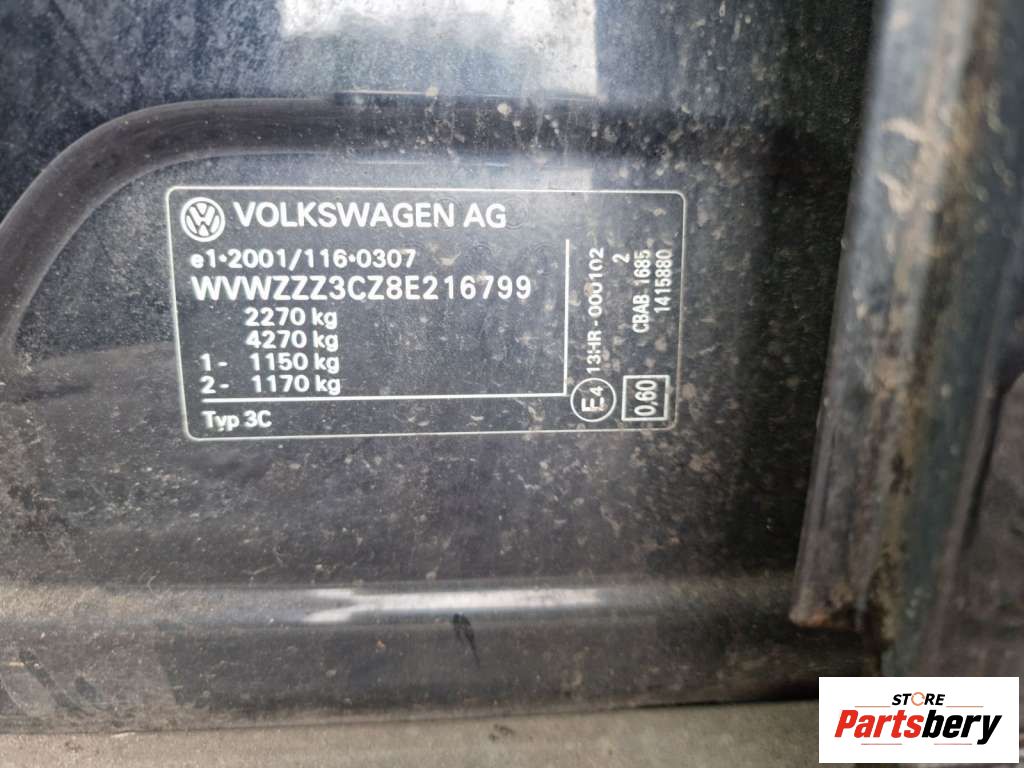 VOLKSWAGEN AG
e1•2001/116•0307
WVWZZZ3CZ8E216799
2270 kg
4270 kg
1 - 1150 kg
2 - 1170 kg
Typ 3C
E4 13HR - 000102
2
CBAB 1685
1415880
0,60
STORE
Partsbery